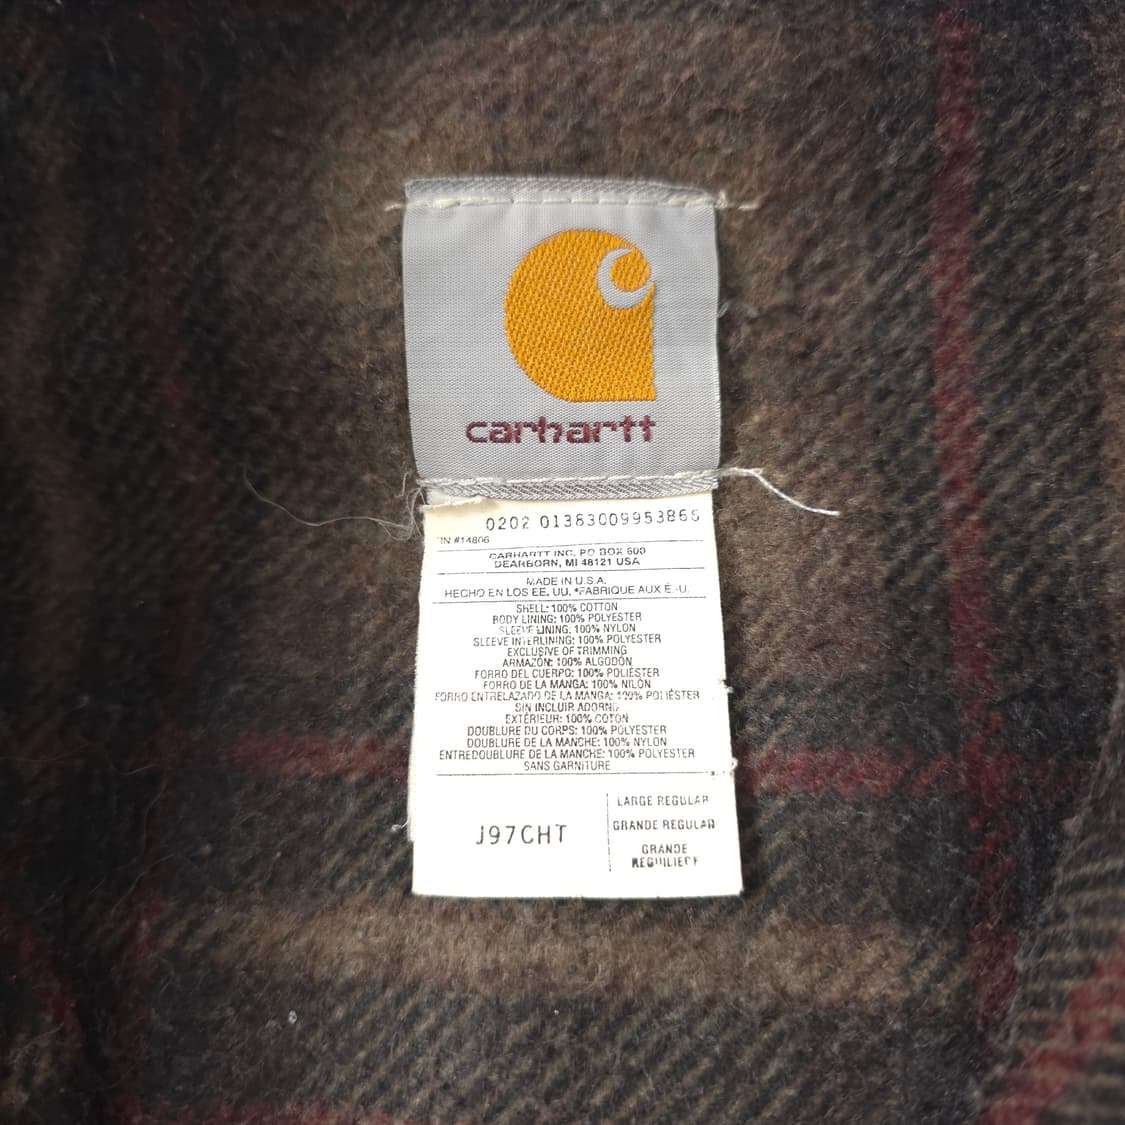 carhartt
0202 01383009953B66
RN #14806
CARHARTT INC. PO BOX 600
DEARBORN, MI 48121 USA
MADE IN U.S.A.
HECHO EN LOS EE. UU. *FABRIQUE AUX É.-U.
SHELL: 100% COTTON
BODY LINING: 100% POLYESTER
SLEEVE LINING: 100% NYLON
SLEEVE INTERLINING: 100% POLYESTER
EXCLUSIVE OF TRIMMING
ARMAZÓN: 100% ALGODÓN
FORRO DEL CUERPO: 100% POLIÉSTER
FORRO DE LA MANGA: 100% NILÓN
FORRO ENTRELAZADO DE LA MANGA: 100% POLIÉSTER
SIN INCLUIR ADORNO
EXTÉRIEUR: 100% COTON
DOUBLURE DU CORPS: 100% POLYESTER
DOUBLURE DE LA MANCHE: 100% NYLON
ENTREDOUBLURE DE LA MANCHE: 100% POLYESTER
SANS GARNITURE
J97CHT
LARGE REGULAR
GRANDE REGULAR
GRANDE